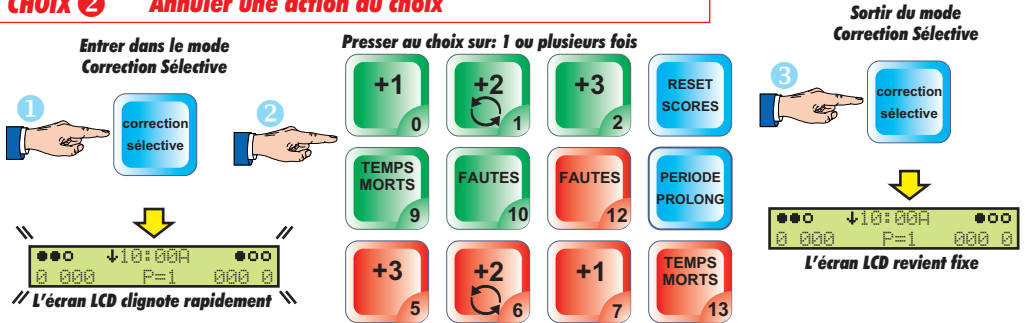 CHOIX ❷ Annuler une action au choix
Entrer dans le mode
Correction Sélective
1
correction
sélective
●●○ ↓10:00A ●○○
0 000 P=1 000 0
L'écran LCD clignote rapidement
2
Presser au choix sur: 1 ou plusieurs fois
+1
0
+2
1
+3
2
RESET
SCORES
TEMPS
MORTS
9
FAUTES
10
FAUTES
12
PERIODE
PROLONG
+3
5
+2
6
+1
7
TEMPS
MORTS
13
Sortir du mode
Correction Sélective
3
correction
sélective
●●○ ↓10:00A ●○○
0 000 P=1 000 0
L'écran LCD revient fixe